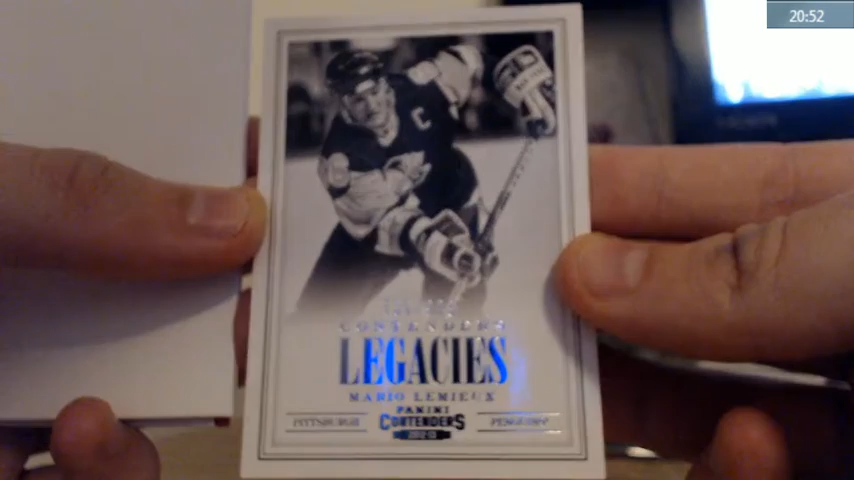 20:52
C
CONTENDERS
LEGACIES
MARIO LEMIEUX
PITTSBURGH
PANINI
CONTENDERS
2012-13
PENGUINS